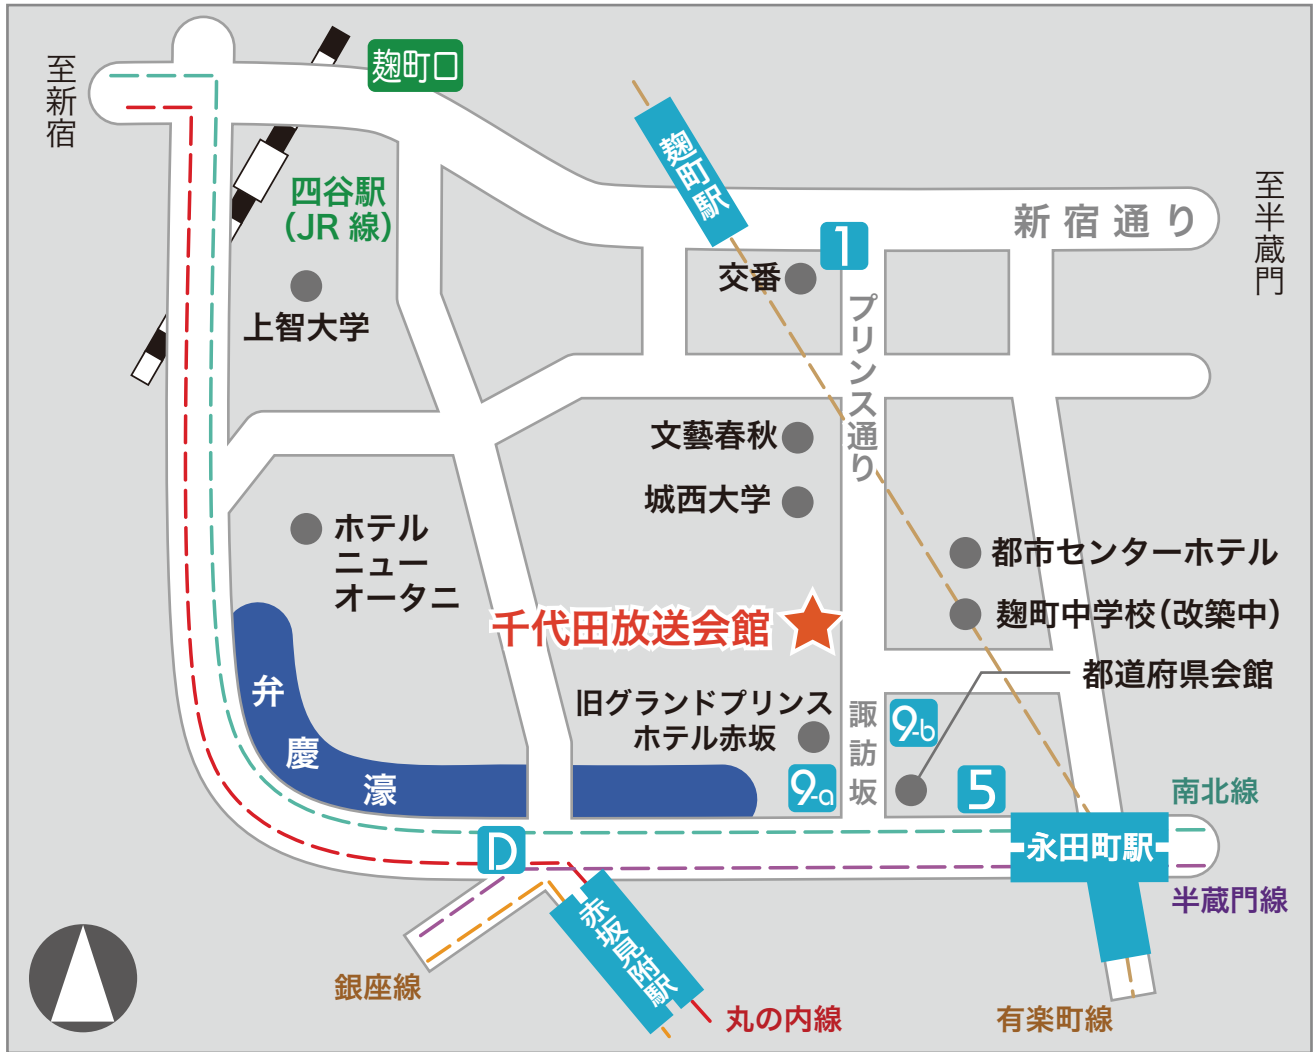 至新宿
麹町口
四谷駅
（JR 線）
上智大学
麹町駅
新宿通り
至半蔵門
1
交番
プリンス通り
文藝春秋
城西大学
ホテル
ニュー
オータニ
都市センターホテル
麹町中学校（改築中）
千代田放送会館
都道府県会館
旧グランドプリンス
ホテル赤坂
諏訪坂
9-b
9-a
5
弁慶濠
南北線
D
永田町駅
半蔵門線
赤坂見附駅
銀座線
丸の内線
有楽町線